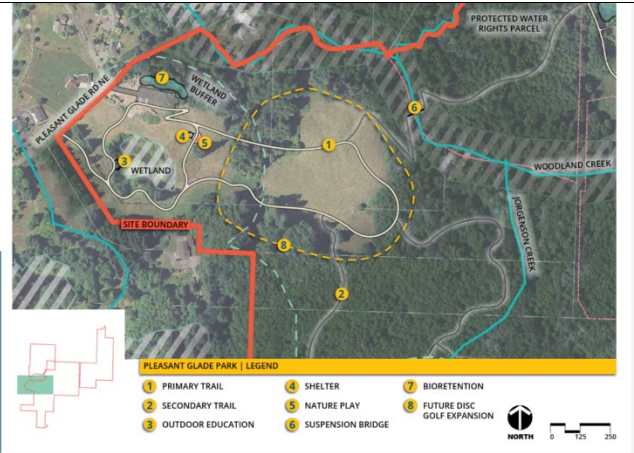 PROTECTED WATER
RIGHTS PARCEL
7
WETLAND
BUFFER
PLEASANT GLADE RD NE
6
4
5
1
3
WETLAND
WOODLAND CREEK
SITE BOUNDARY
JORGENSON CREEK
8
2
PLEASANT GLADE PARK | LEGEND
1 PRIMARY TRAIL
2 SECONDARY TRAIL
3 OUTDOOR EDUCATION
4 SHELTER
5 NATURE PLAY
6 SUSPENSION BRIDGE
7 BIORETENTION
8 FUTURE DISC
GOLF EXPANSION
NORTH
0 125 250